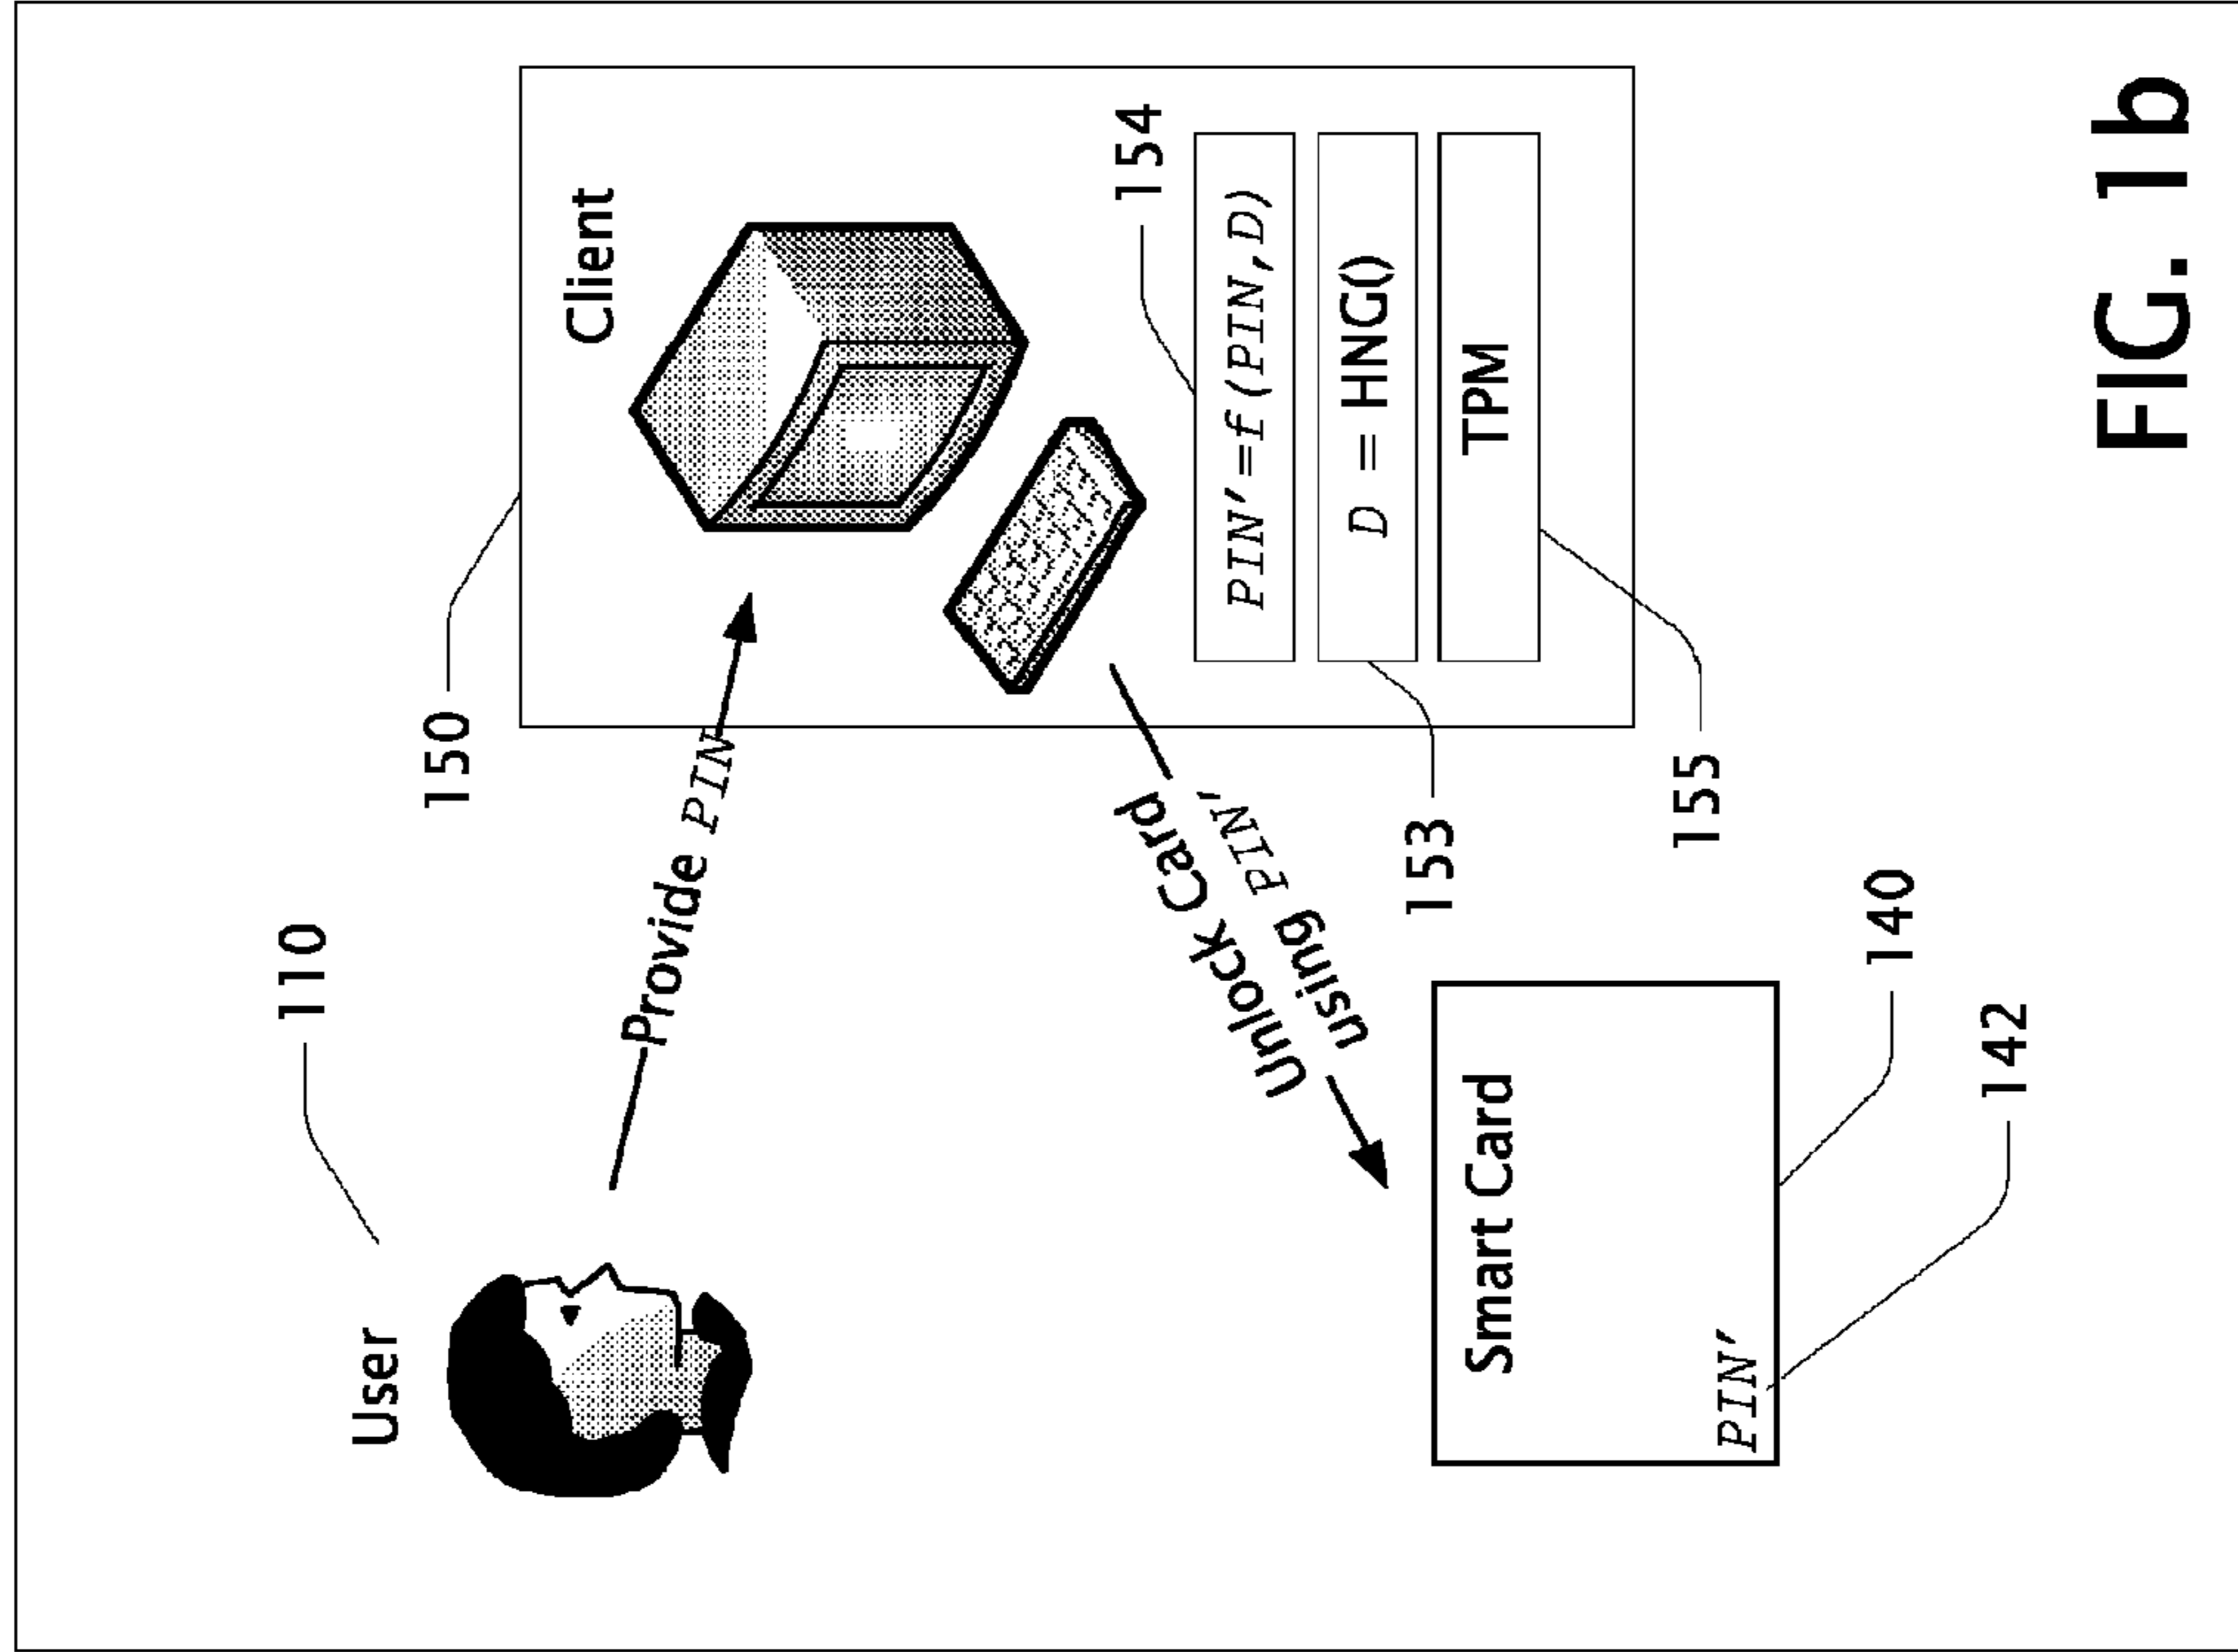 110
User
Provide PIN
150
Client
154
PIN'=f(PIN,D)
D = HNG()
TPM
153
155
Unlock Card
using PIN'
Smart Card
PIN'
140
142
FIG. 1b